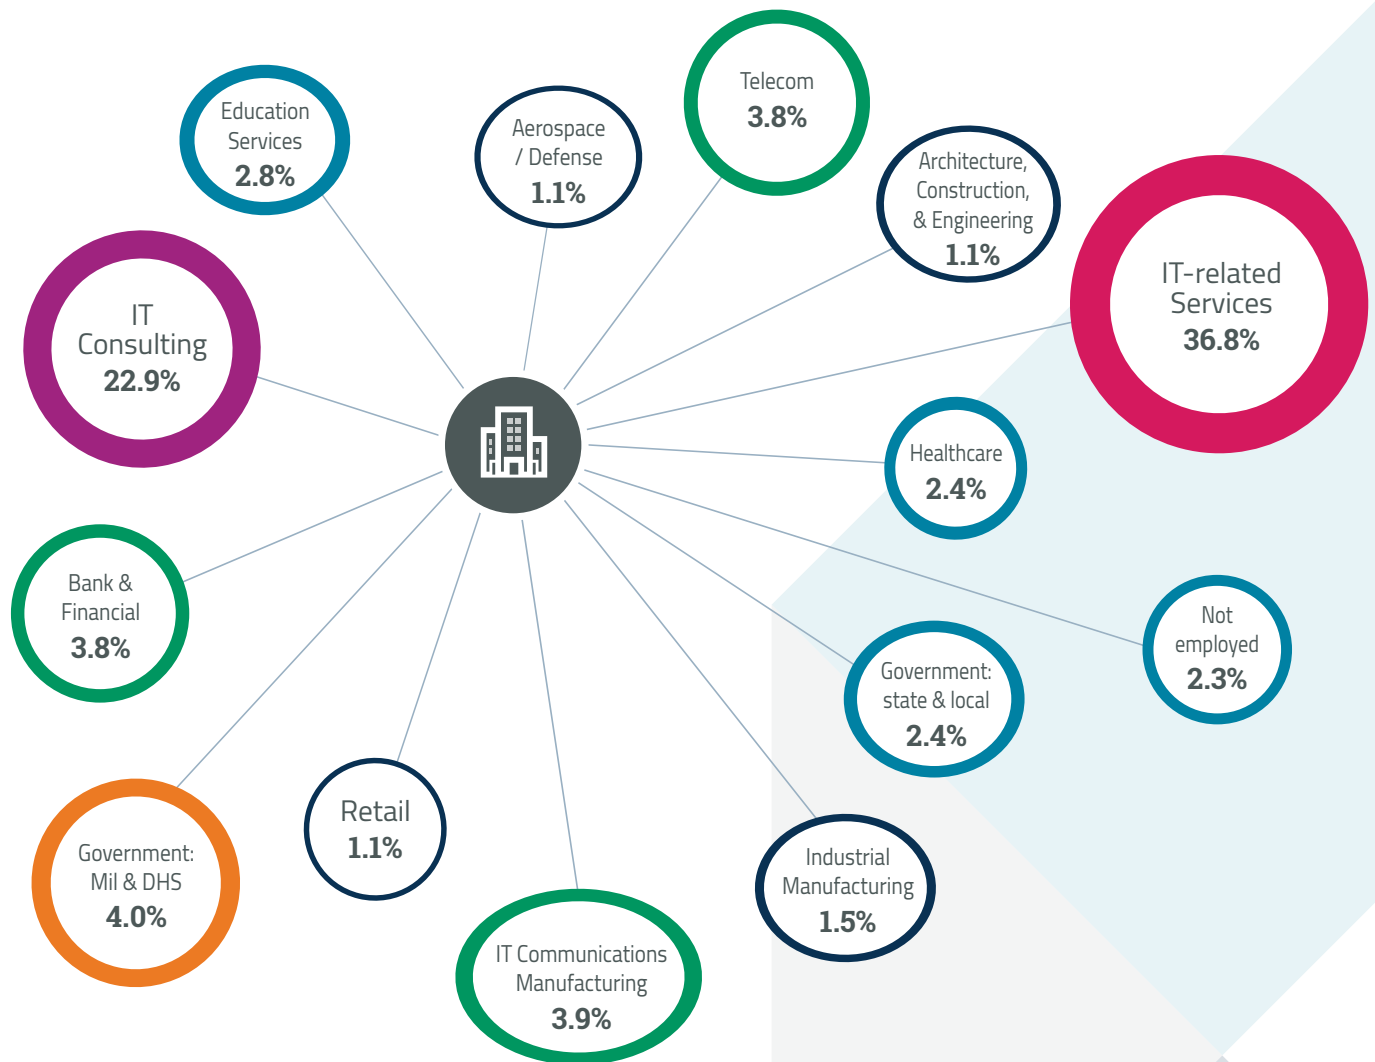 Telecom
3.8%
Education
Services
2.8%
Aerospace
/ Defense
1.1%
Architecture,
Construction,
& Engineering
1.1%
IT-related
Services
36.8%
IT
Consulting
22.9%
Healthcare
2.4%
Bank &
Financial
3.8%
Not
employed
2.3%
Government:
state & local
2.4%
Retail
1.1%
Government:
Mil & DHS
4.0%
Industrial
Manufacturing
1.5%
IT Communications
Manufacturing
3.9%